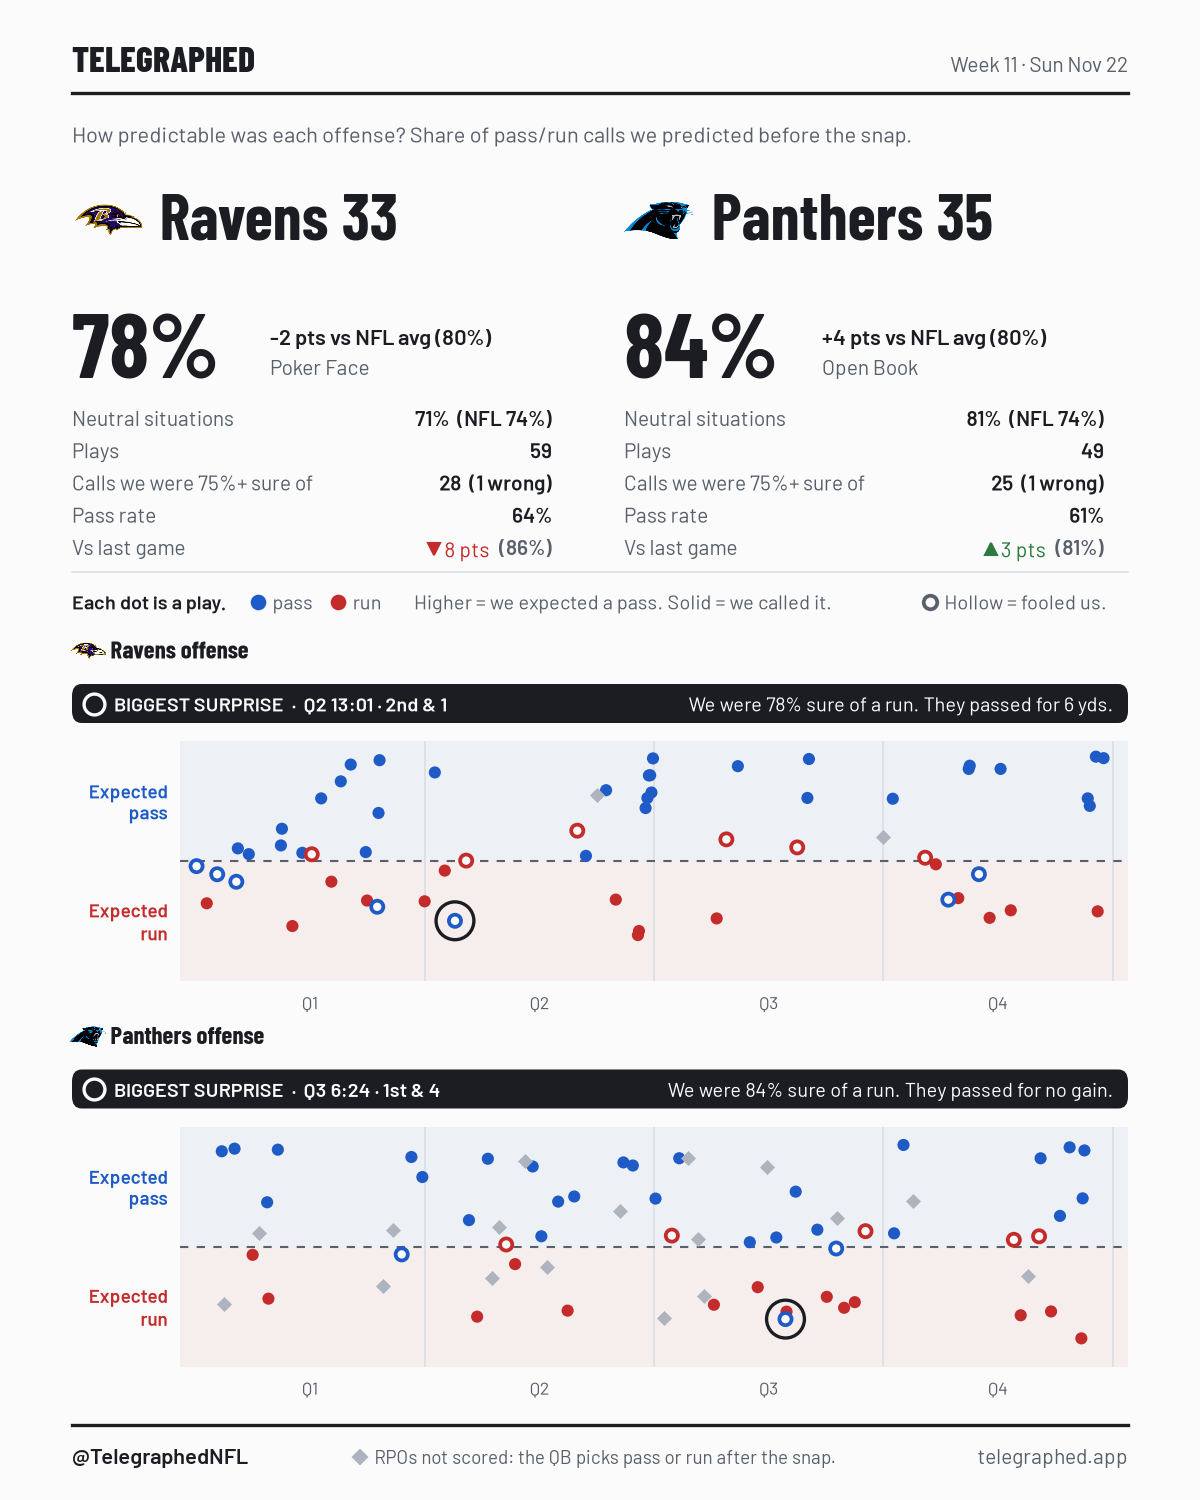 TELEGRAPHED
Week 11 · Sun Nov 22
How predictable was each offense? Share of pass/run calls we predicted before the snap.
Ravens 33
Panthers 35
78%
-2 pts vs NFL avg (80%)
Poker Face
84%
+4 pts vs NFL avg (80%)
Open Book
Neutral situations 71% (NFL 74%)
Plays 59
Calls we were 75%+ sure of 28 (1 wrong)
Pass rate 64%
Vs last game ▼8 pts (86%)
Neutral situations 81% (NFL 74%)
Plays 49
Calls we were 75%+ sure of 25 (1 wrong)
Pass rate 61%
Vs last game ▲3 pts (81%)
Each dot is a play. pass run Higher = we expected a pass. Solid = we called it. Hollow = fooled us.
Ravens offense
BIGGEST SURPRISE · Q2 13:01 · 2nd & 1 We were 78% sure of a run. They passed for 6 yds.
Expected
pass
Expected
run
Q1 Q2 Q3 Q4
Panthers offense
BIGGEST SURPRISE · Q3 6:24 · 1st & 4 We were 84% sure of a run. They passed for no gain.
Expected
pass
Expected
run
Q1 Q2 Q3 Q4
@TelegraphedNFL RPOs not scored: the QB picks pass or run after the snap. telegraphed.app